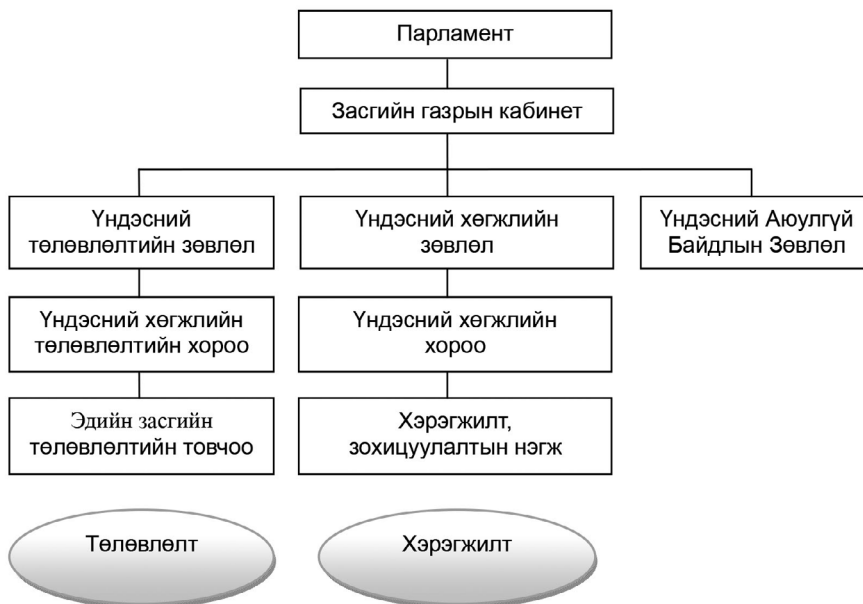 Парламент
Засгийн газрын кабинет
Үндэсний
төлөвлөлтийн зөвлөл
Үндэсний хөгжлийн
зөвлөл
Үндэсний Аюулгүй
Байдлын Зөвлөл
Үндэсний хөгжлийн
төлөвлөлтийн хороо
Үндэсний хөгжлийн
хороо
Эдийн засгийн
төлөвлөлтийн товчоо
Хэрэгжилт,
зохицуулалтын нэгж
Төлөвлөлт
Хэрэгжилт